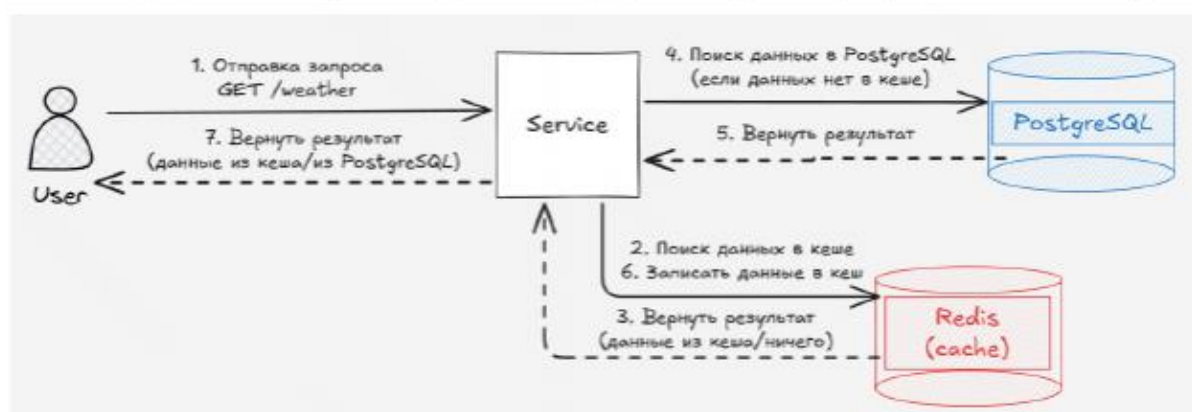 1. Отправка запроса
GET /weather
7. Вернуть результат
(данные из кеша/из PostgreSQL)
User
Service
4. Поиск данных в PostgreSQL
(если данных нет в кеше)
5. Вернуть результат
PostgreSQL
2. Поиск данных в кеше
6. Записать данные в кеш
3. Вернуть результат
(данные из кеша/ничего)
Redis
(cache)